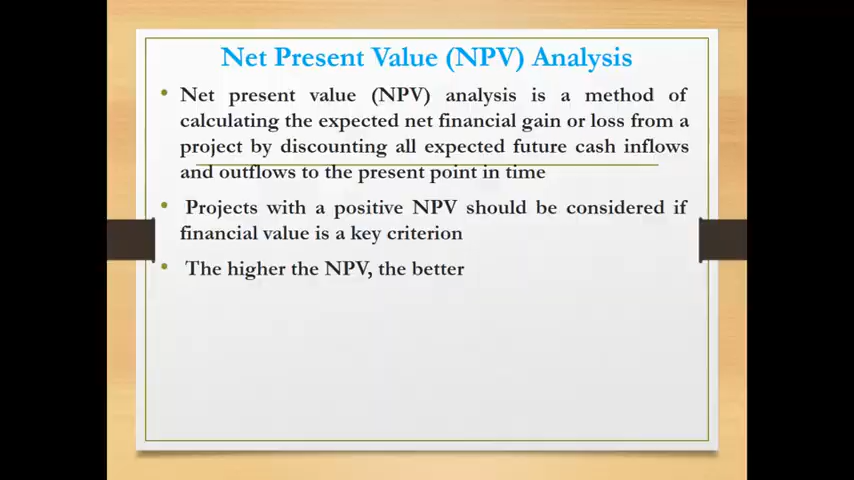 Net Present Value (NPV) Analysis
• Net present value (NPV) analysis is a method of
calculating the expected net financial gain or loss from a
project by discounting all expected future cash inflows
and outflows to the present point in time
• Projects with a positive NPV should be considered if
financial value is a key criterion
• The higher the NPV, the better